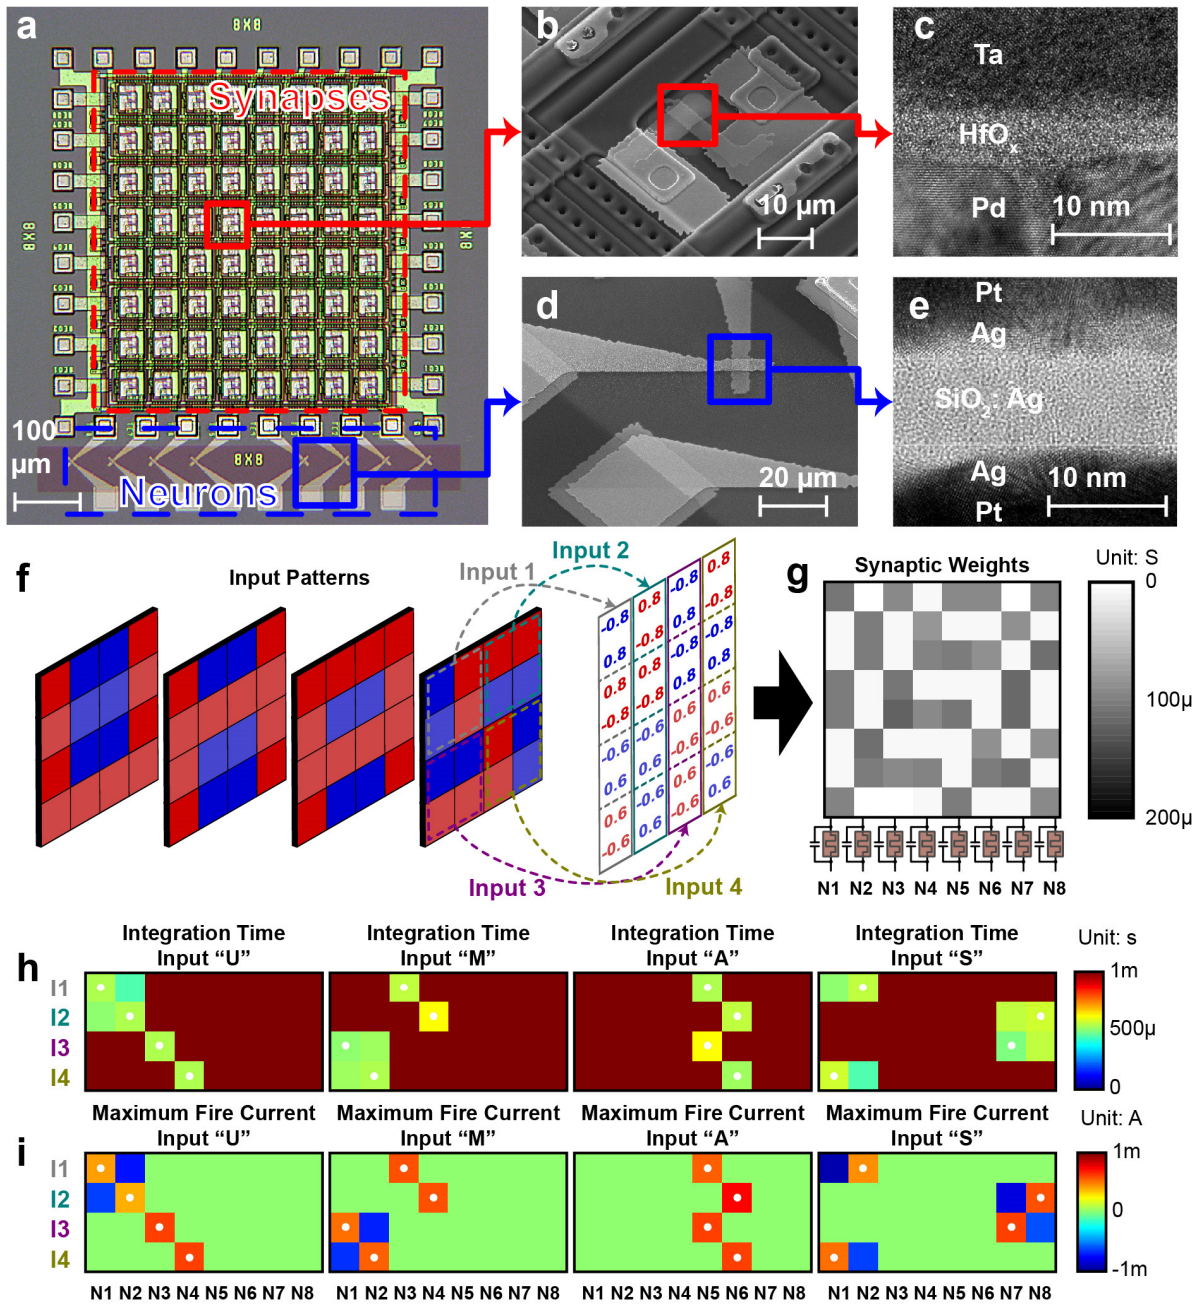 a
8X8
Synapses
8X8
8X8
100
µm
8X8
Neurons
b
10 µm
c
Ta
HfOx
Pd
10 nm
d
20 µm
e
Pt
Ag
SiO2: Ag
Ag
Pt
10 nm
f
Input Patterns
Input 1
Input 2
Input 3
Input 4
-0.8 0.8 -0.8 0.8
0.8 -0.8 0.8 -0.8
0.8 0.8 -0.8 -0.8
-0.8 -0.8 0.8 0.8
-0.6 -0.6 0.6 0.6
0.6 0.6 -0.6 -0.6
0.6 -0.6 0.6 -0.6
-0.6 0.6 -0.6 0.6
g
Synaptic Weights
Unit: S
0
100µ
200µ
N1 N2 N3 N4 N5 N6 N7 N8
h
Integration Time
Input “U”
Integration Time
Input “M”
Integration Time
Input “A”
Integration Time
Input “S”
Unit: s
I1
I2
I3
I4
1m
500µ
0
i
Maximum Fire Current
Input “U”
Maximum Fire Current
Input “M”
Maximum Fire Current
Input “A”
Maximum Fire Current
Input “S”
Unit: A
I1
I2
I3
I4
1m
0
-1m
N1 N2 N3 N4 N5 N6 N7 N8
N1 N2 N3 N4 N5 N6 N7 N8
N1 N2 N3 N4 N5 N6 N7 N8
N1 N2 N3 N4 N5 N6 N7 N8